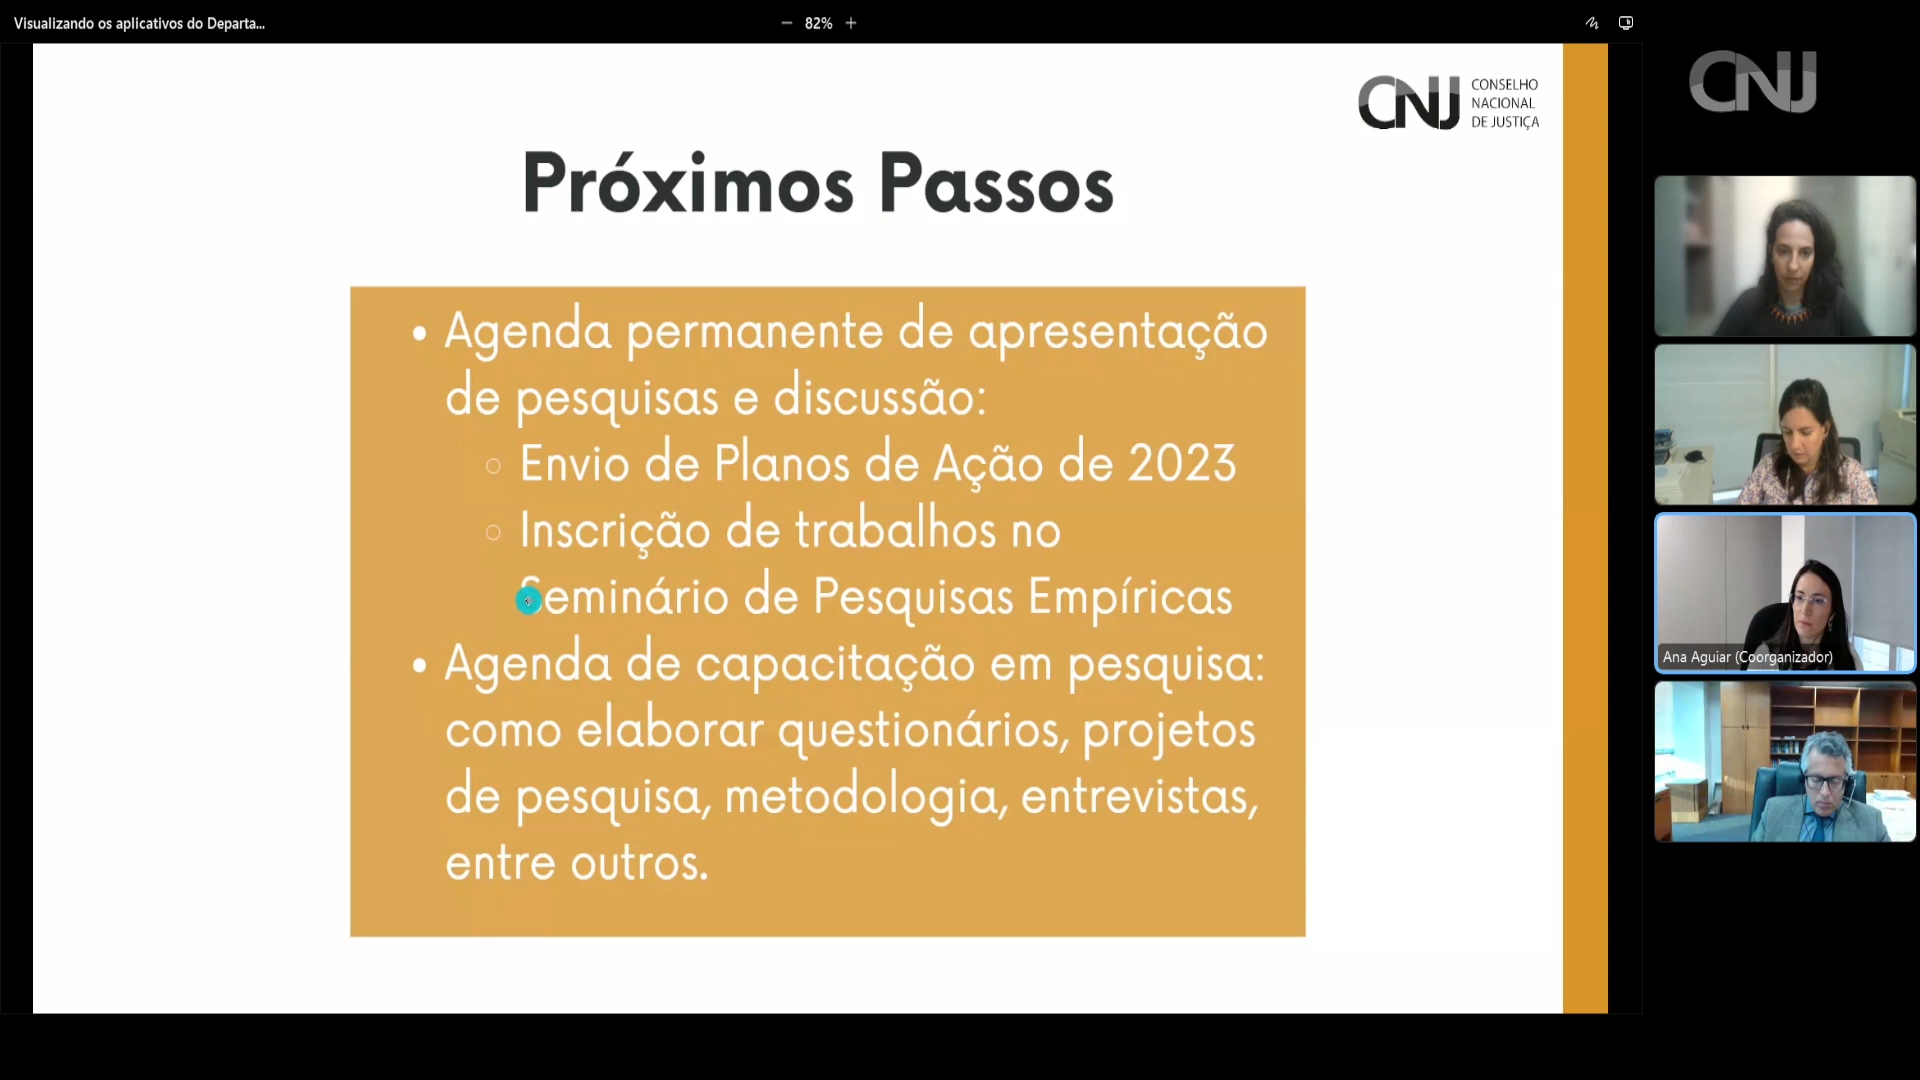 Visualizando os aplicativos do Departa...
82%
CNJ
CONSELHO
NACIONAL
DE JUSTIÇA
CNJ
Próximos Passos
• Agenda permanente de apresentação
de pesquisas e discussão:
○ Envio de Planos de Ação de 2023
○ Inscrição de trabalhos no
Seminário de Pesquisas Empíricas
• Agenda de capacitação em pesquisa:
como elaborar questionários, projetos
de pesquisa, metodologia, entrevistas,
entre outros.
Ana Aguiar (Coorganizador)